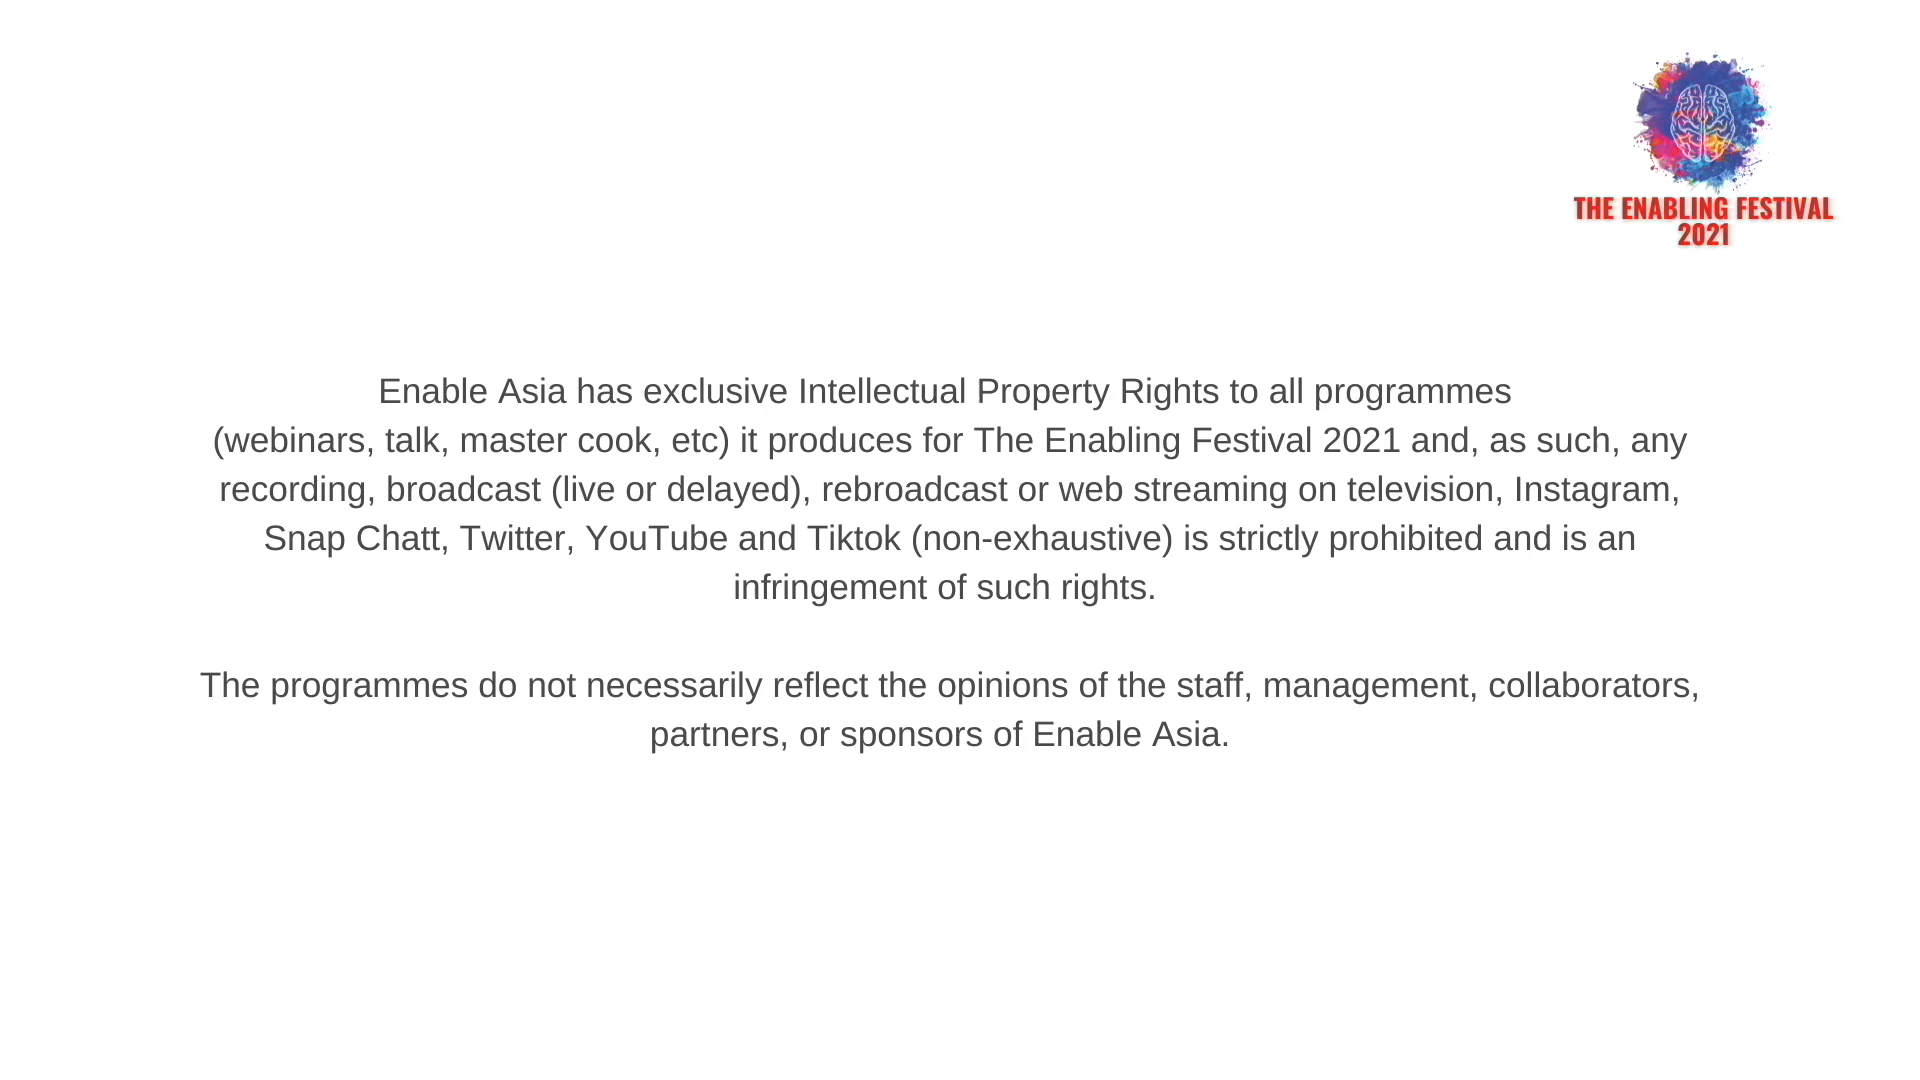 THE ENABLING FESTIVAL
2021
Enable Asia has exclusive Intellectual Property Rights to all programmes
(webinars, talk, master cook, etc) it produces for The Enabling Festival 2021 and, as such, any
recording, broadcast (live or delayed), rebroadcast or web streaming on television, Instagram,
Snap Chatt, Twitter, YouTube and Tiktok (non-exhaustive) is strictly prohibited and is an
infringement of such rights.
The programmes do not necessarily reflect the opinions of the staff, management, collaborators,
partners, or sponsors of Enable Asia.